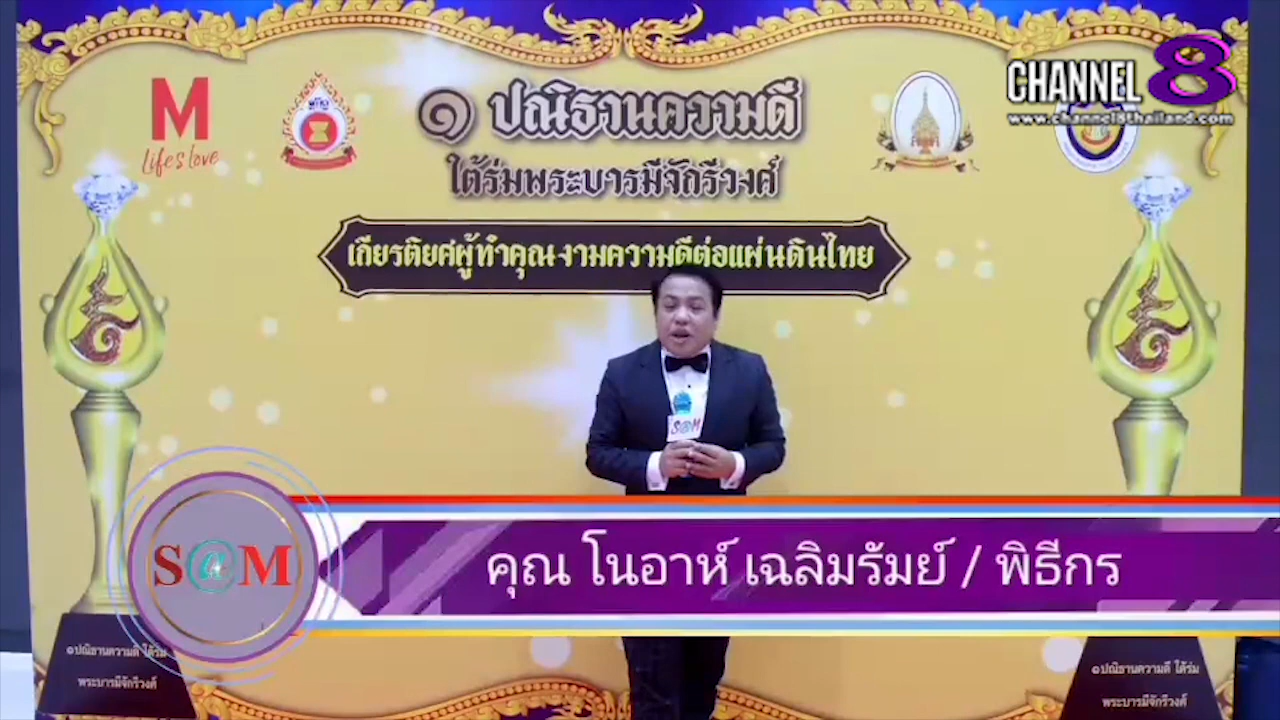 CHANNEL 8
www.channel8thailand.com
M
Life's love
๑ ปณิธานความดี
ใต้ร่มพระบารมีจักรีวงศ์
เกียรติยศผู้ทำคุณงามความดีต่อแผ่นดินไทย
S@M
S@M
คุณ โนอาห์ เฉลิมรัมย์ / พิธีกร
๑ปณิธานความดี ใต้ร่ม
พระบารมีจักรีวงศ์
๑ปณิธานความดี ใต้ร่ม
พระบารมีจักรีวงศ์